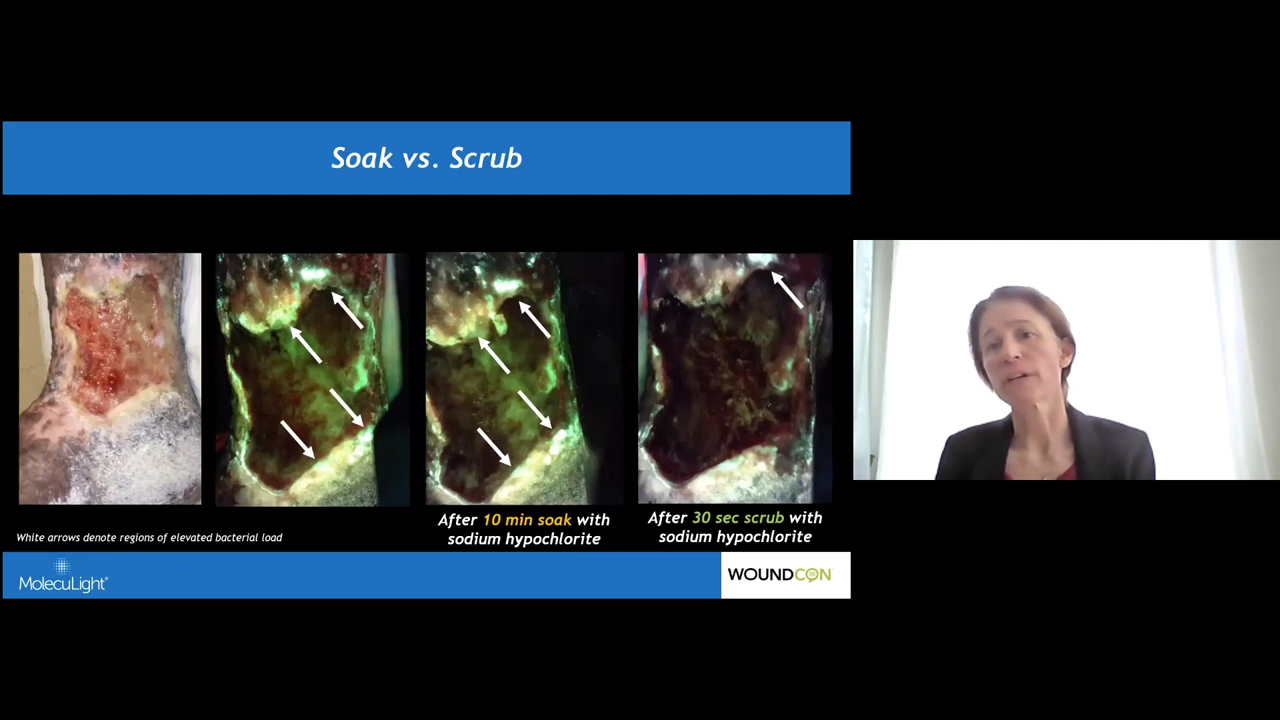 Soak vs. Scrub
After 10 min soak with
sodium hypochlorite
After 30 sec scrub with
sodium hypochlorite
White arrows denote regions of elevated bacterial load
MolecuLight®
WOUNDCON